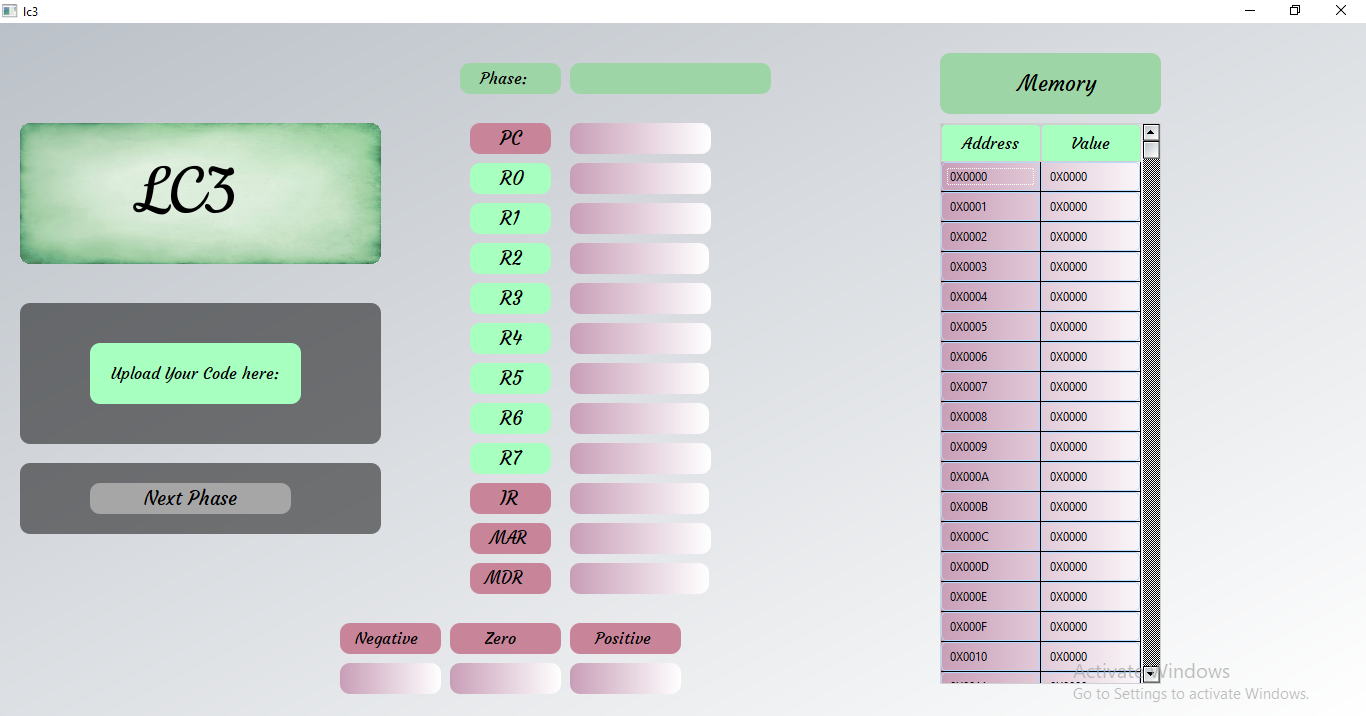 lc3
Phase:
Memory
LC3
PC
R0
R1
R2
R3
R4
R5
R6
R7
IR
MAR
MDR
Upload Your Code here:
Next Phase
Negative Zero Positive
Address Value
0X0000 0X0000
0X0001 0X0000
0X0002 0X0000
0X0003 0X0000
0X0004 0X0000
0X0005 0X0000
0X0006 0X0000
0X0007 0X0000
0X0008 0X0000
0X0009 0X0000
0X000A 0X0000
0X000B 0X0000
0X000C 0X0000
0X000D 0X0000
0X000E 0X0000
0X000F 0X0000
0X0010 0X0000
Activate Windows
Go to Settings to activate Windows.